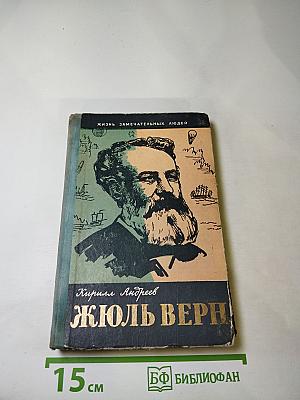 ЖИЗНЬ ЗАМЕЧАТЕЛЬНЫХ ЛЮДЕЙ
Кирилл Андреев
ЖЮЛЬ ВЕРН
15 см
БФ БИБЛИОФАН